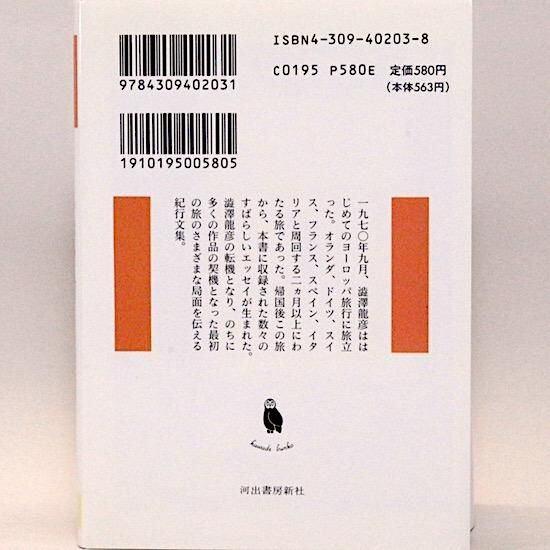 ISBN4-309-40203-8
C0195 P580E 定価580円
(本体563円)
9784309402031
1910195005805
一九七〇年九月、澁澤龍彦はは
じめてのヨーロッパ旅行に旅立
った。オランダ、ドイツ、スイ
ス、フランス、スペイン、イタ
リアと周回する二ヵ月以上にわ
たる旅であった。帰国後この旅
から、本書に収録された数々の
すばらしいエッセイが生まれた。
澁澤龍彦の転機となり、のちに
多くの作品の契機となった最初
の旅のさまざまな局面を伝える
紀行文集。
kawade bunko
河出書房新社